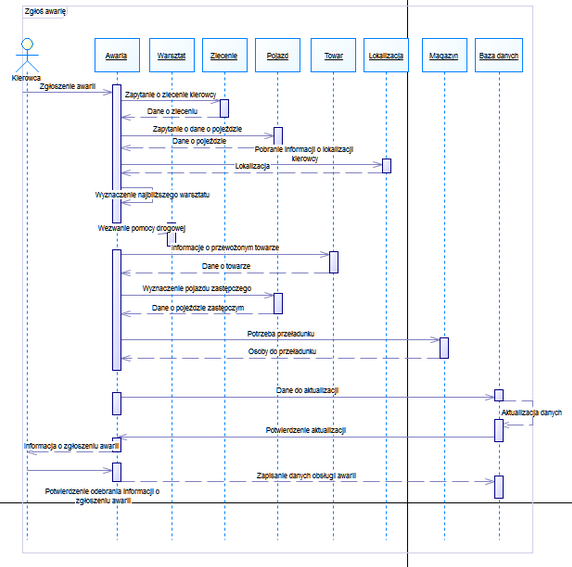 Zgłoś awarię
Awaria
Warsztat
Zlecenie
Pojazd
Towar
Lokalizacja
Magazyn
Baza danych
Kierowca
Zgłoszenie awarii
Zapytanie o zlecenie kierowcy
Dane o zleceniu
Zapytanie o dane o pojeździe
Dane o pojeździe
Pobranie informacji o lokalizacji
kierowcy
Lokalizacja
Wyznaczenie najbliższego warsztatu
Wezwanie pomocy drogowej
Informacje o przewożonym towarze
Dane o towarze
Wyznaczenie pojazdu zastępczego
Dane o pojeździe zastępczym
Potrzeba przeładunku
Osoby do przeładunku
Dane do aktualizacji
Aktualizacja danych
Potwierdzenie aktualizacji
Informacja o zgłoszeniu awarii
Zapisanie danych obsługi awarii
Potwierdzenie odebrania informacji o
zgłoszeniu awarii